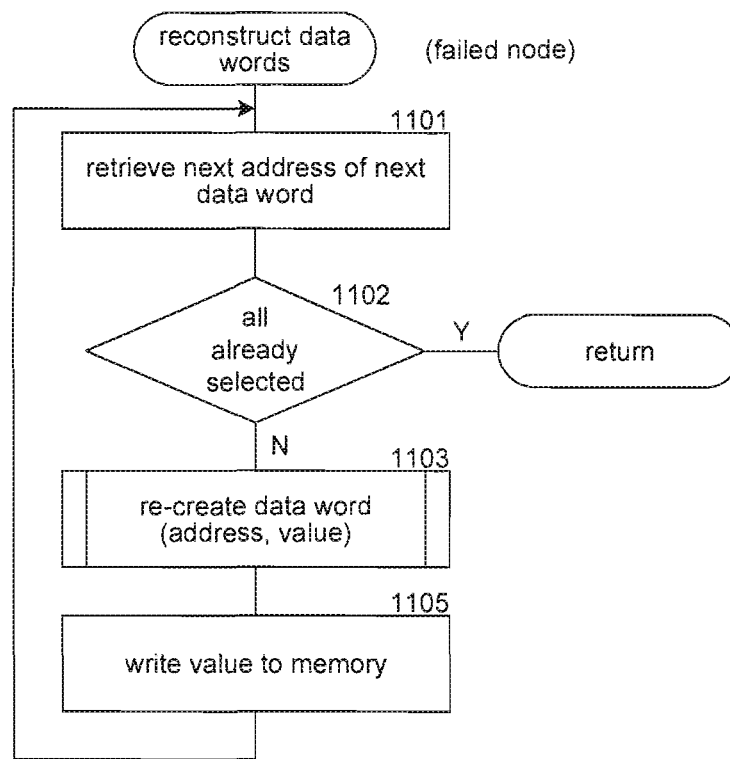 reconstruct data
words
(failed node)
1101
retrieve next address of next
data word
1102
all
already
selected
Y
return
N
1103
re-create data word
(address, value)
1105
write value to memory